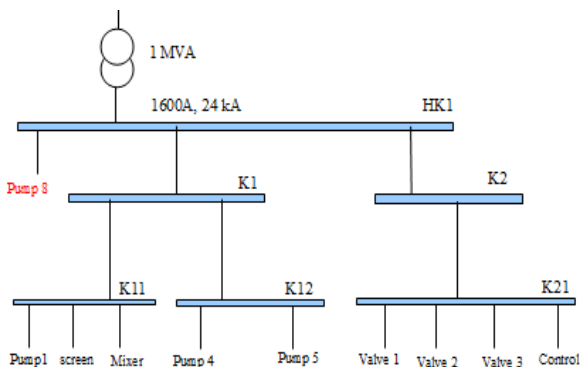 1 MVA
1600A, 24 kA
HK1
Pump 8
K1
K2
K11
K12
K21
Pump1
screen
Mixer
Pump 4
Pump 5
Valve 1
Valve 2
Valve 3
Control